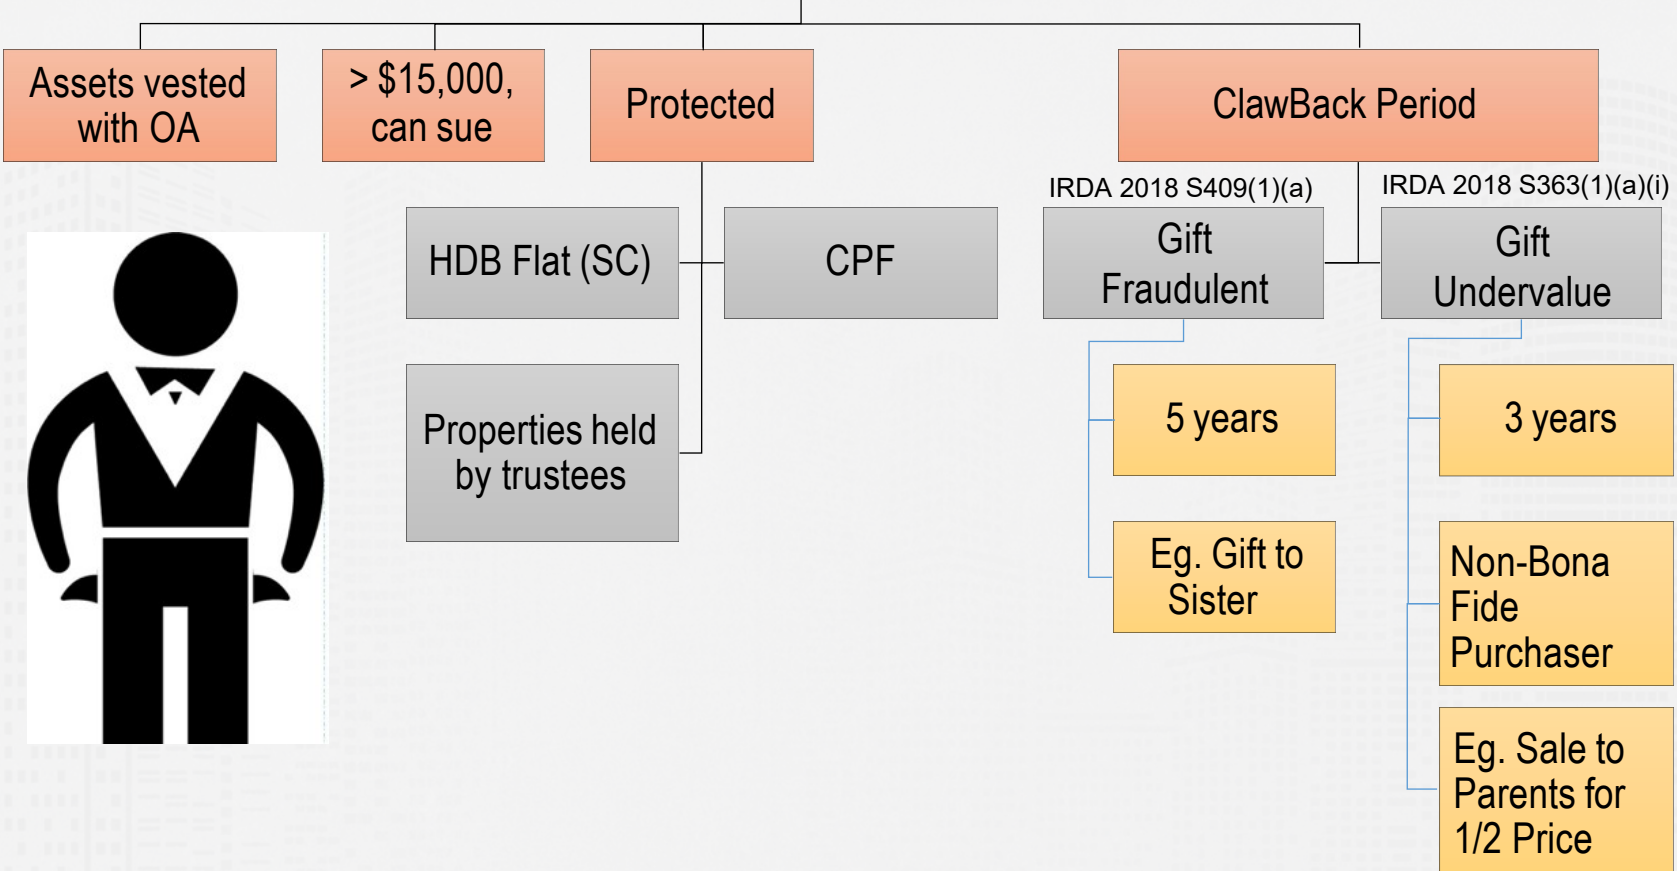 Assets vested
with OA
> $15,000,
can sue
Protected
ClawBack Period
IRDA 2018 S409(1)(a)
IRDA 2018 S363(1)(a)(i)
HDB Flat (SC)
CPF
Gift
Fraudulent
Gift
Undervalue
Properties held
by trustees
5 years
3 years
Eg. Gift to
Sister
Non-Bona
Fide
Purchaser
Eg. Sale to
Parents for
1/2 Price